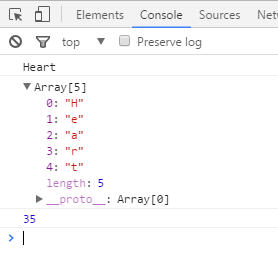 Elements Console Sources Netwo
top Preserve log
Heart
▼Array[5]
0: "H"
1: "e"
2: "a"
3: "r"
4: "t"
length: 5
▶__proto__: Array[0]
35
>